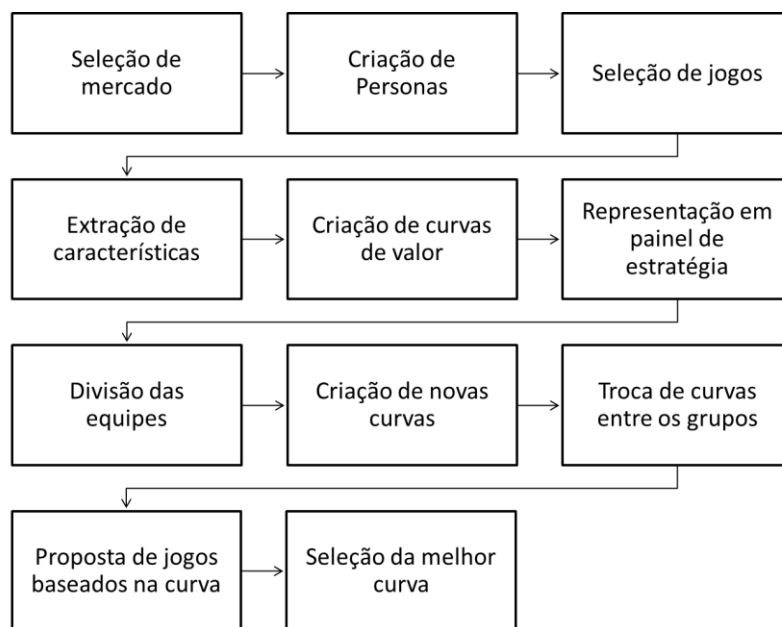 Seleção de
mercado
Criação de
Personas
Seleção de jogos
Extração de
características
Criação de curvas
de valor
Representação em
painel de
estratégia
Divisão das
equipes
Criação de novas
curvas
Troca de curvas
entre os grupos
Proposta de jogos
baseados na curva
Seleção da melhor
curva